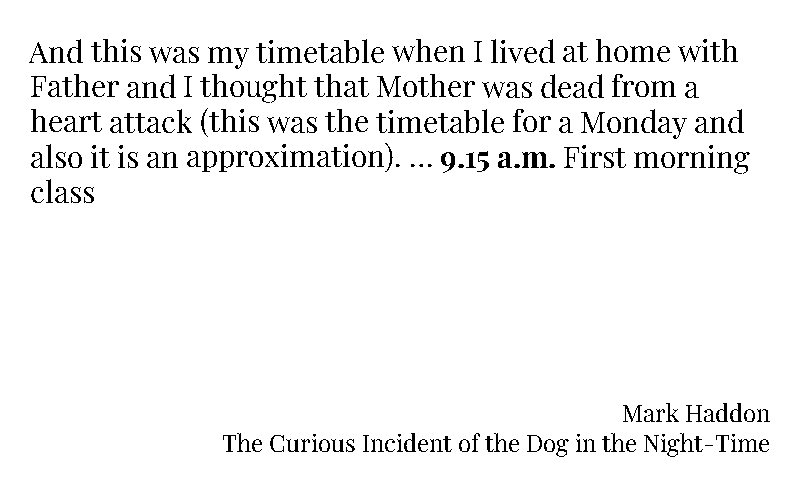 And this was my timetable when I lived at home with
Father and I thought that Mother was dead from a
heart attack (this was the timetable for a Monday and
also it is an approximation). ... 9.15 a.m. First morning
class
Mark Haddon
The Curious Incident of the Dog in the Night-Time